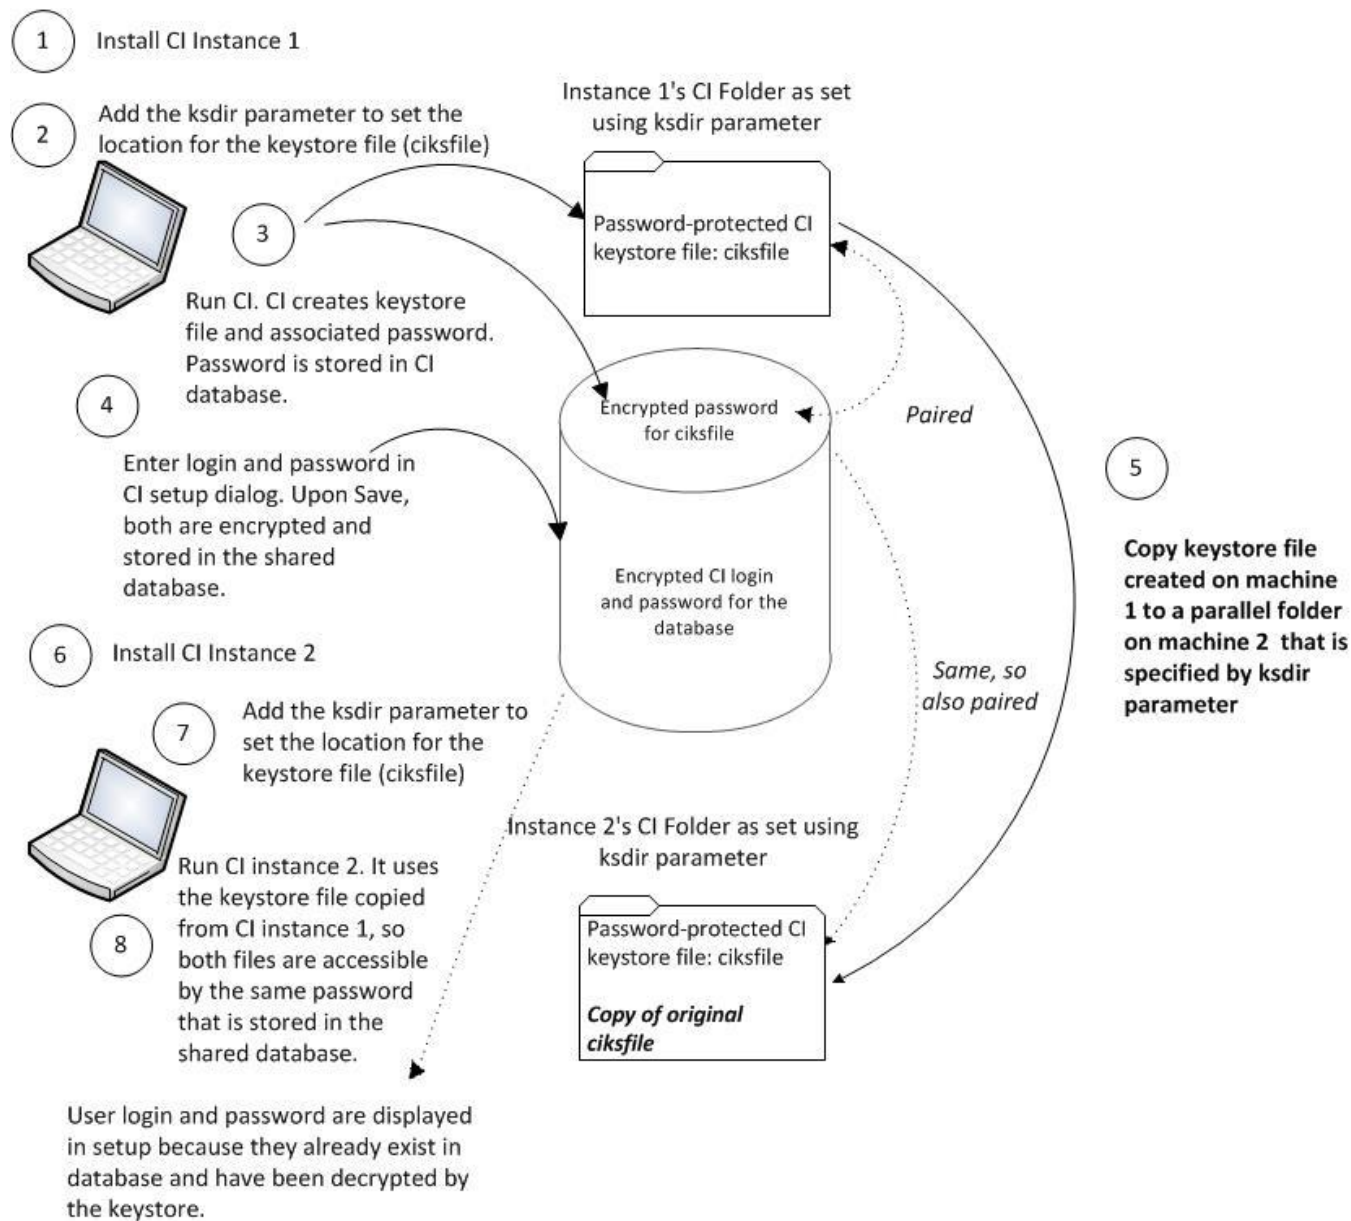 1
Install CI Instance 1
2
Add the ksdir parameter to set the
location for the keystore file (ciksfile)
Instance 1's CI Folder as set
using ksdir parameter
Password-protected CI
keystore file: ciksfile
3
Run CI. CI creates keystore
file and associated password.
Password is stored in CI
database.
Encrypted password
for ciksfile
Paired
4
Enter login and password in
CI setup dialog. Upon Save,
both are encrypted and
stored in the shared
database.
Encrypted CI login
and password for the
database
5
Copy keystore file
created on machine
1 to a parallel folder
on machine 2 that is
specified by ksdir
parameter
Same, so
also paired
6
Install CI Instance 2
7
Add the ksdir parameter to
set the location for the
keystore file (ciksfile)
Instance 2's CI Folder as set using
ksdir parameter
Password-protected CI
keystore file: ciksfile
Copy of original
ciksfile
8
Run CI instance 2. It uses
the keystore file copied
from CI instance 1, so
both files are accessible
by the same password
that is stored in the
shared database.
User login and password are displayed
in setup because they already exist in
database and have been decrypted by
the keystore.